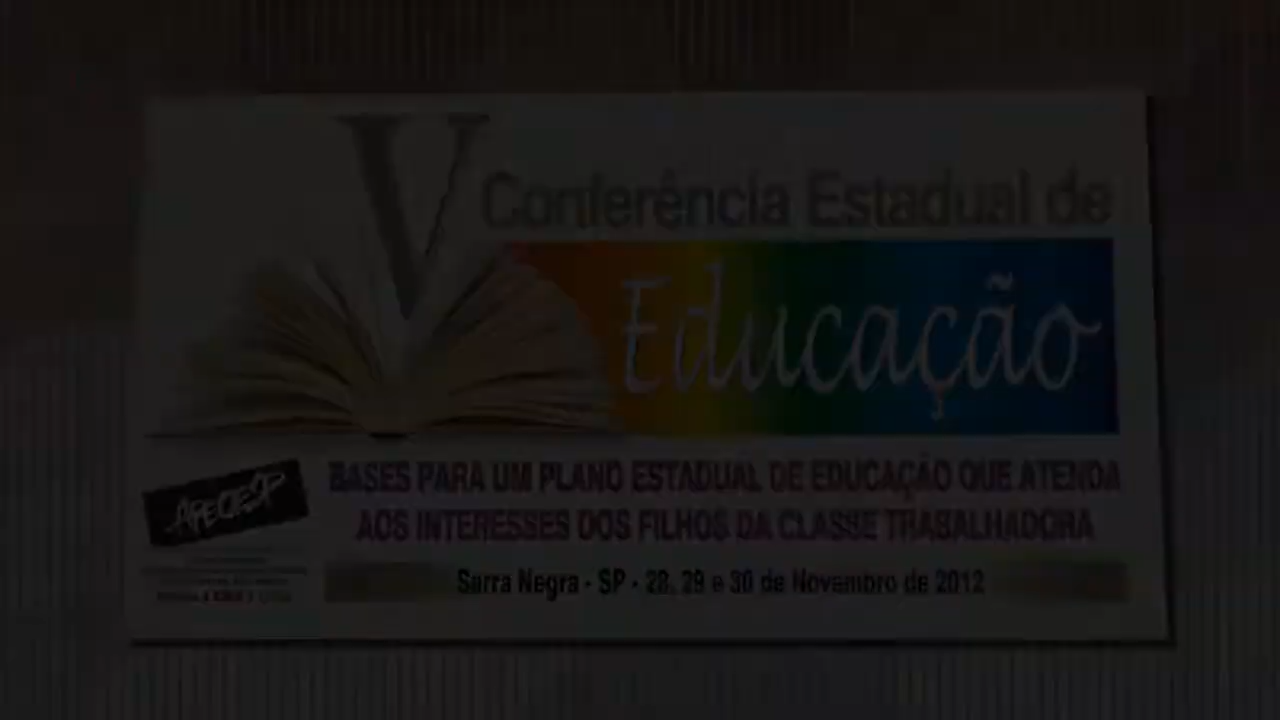 V Conferência Estadual de
Educação
BASES PARA UM PLANO ESTADUAL DE EDUCAÇÃO QUE ATENDA
AOS INTERESSES DOS FILHOS DA CLASSE TRABALHADORA
APEOESP
Serra Negra - SP - 28, 29 e 30 de Novembro de 2012